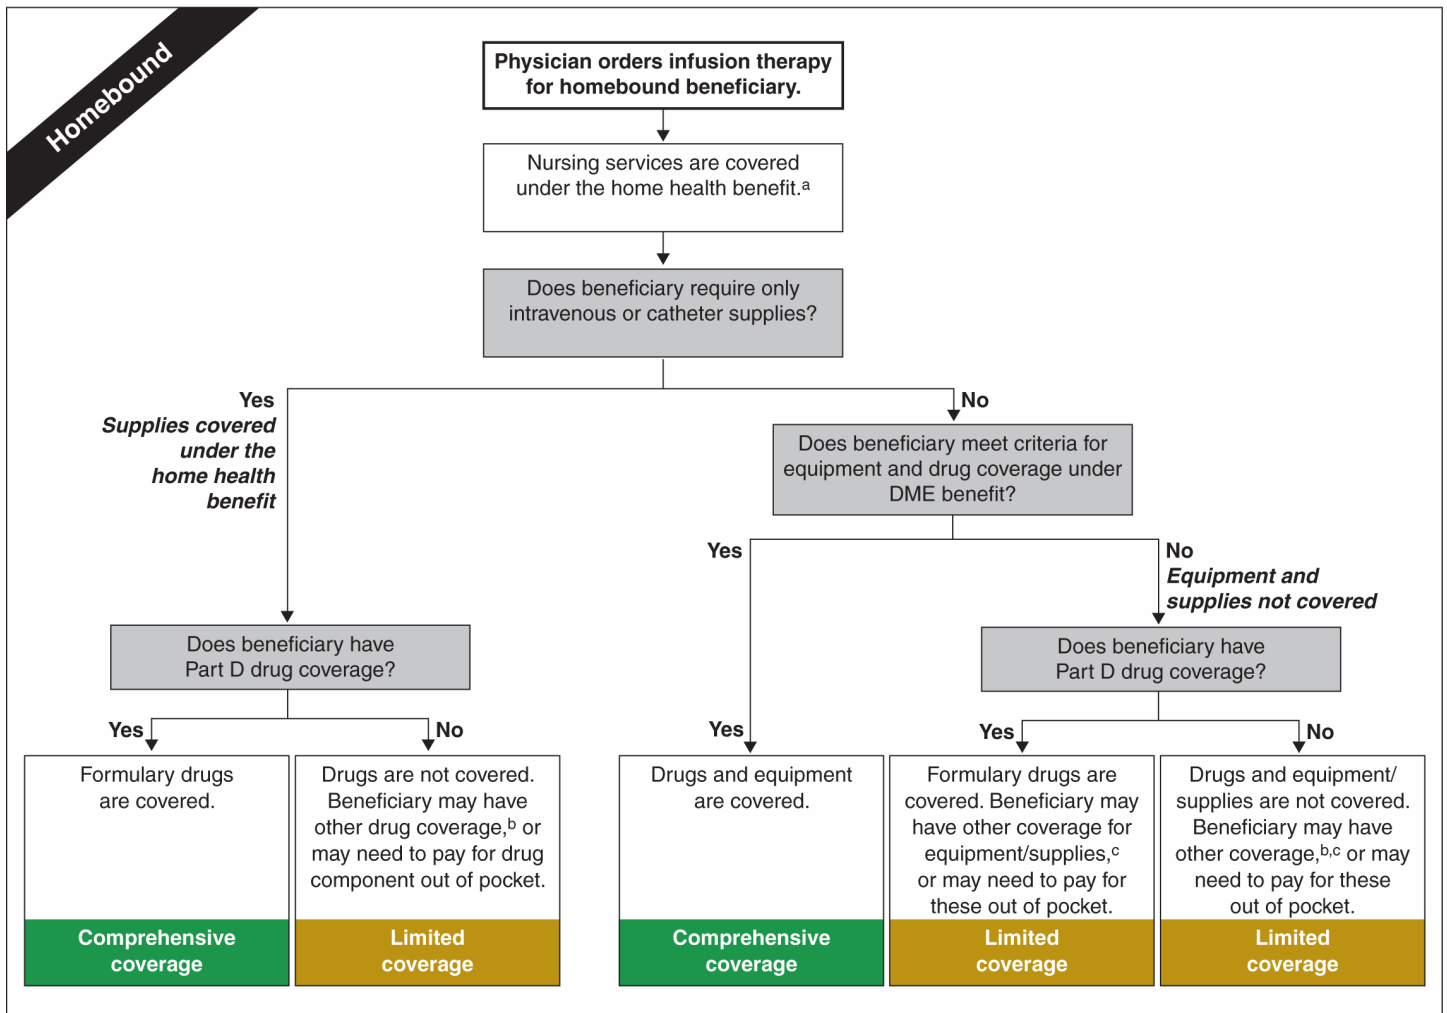 Homebound
Physician orders infusion therapy
for homebound beneficiary.
Nursing services are covered
under the home health benefit.a
Does beneficiary require only
intravenous or catheter supplies?
Yes
Supplies covered
under the
home health
benefit
No
Does beneficiary meet criteria for
equipment and drug coverage under
DME benefit?
Yes
No
Equipment and
supplies not covered
Does beneficiary have
Part D drug coverage?
Does beneficiary have
Part D drug coverage?
Yes
No
Yes
Yes
No
Formulary drugs
are covered.
Comprehensive
coverage
Drugs are not covered.
Beneficiary may have
other drug coverage,b or
may need to pay for drug
component out of pocket.
Limited
coverage
Drugs and equipment
are covered.
Comprehensive
coverage
Formulary drugs are
covered. Beneficiary may
have other coverage for
equipment/supplies,c
or may need to pay for
these out of pocket.
Limited
coverage
Drugs and equipment/
supplies are not covered.
Beneficiary may have
other coverage,b,c or may
need to pay for these
out of pocket.
Limited
coverage